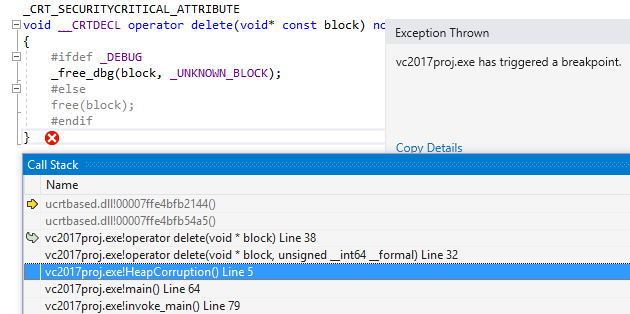 _CRT_SECURITYCRITICAL_ATTRIBUTE
void __CRTDECL operator delete(void* const block) no
{
#ifdef _DEBUG
_free_dbg(block, _UNKNOWN_BLOCK);
#else
free(block);
#endif
}
Exception Thrown
vc2017proj.exe has triggered a breakpoint.
Copy Details
Call Stack
Name
ucrtbased.dll!00007ffe4bfb2144()
ucrtbased.dll!00007ffe4bfb54a5()
vc2017proj.exe!operator delete(void * block) Line 38
vc2017proj.exe!operator delete(void * block, unsigned __int64 __formal) Line 32
vc2017proj.exe!HeapCorruption() Line 5
vc2017proj.exe!main() Line 64
vc2017proj.exe!invoke_main() Line 79